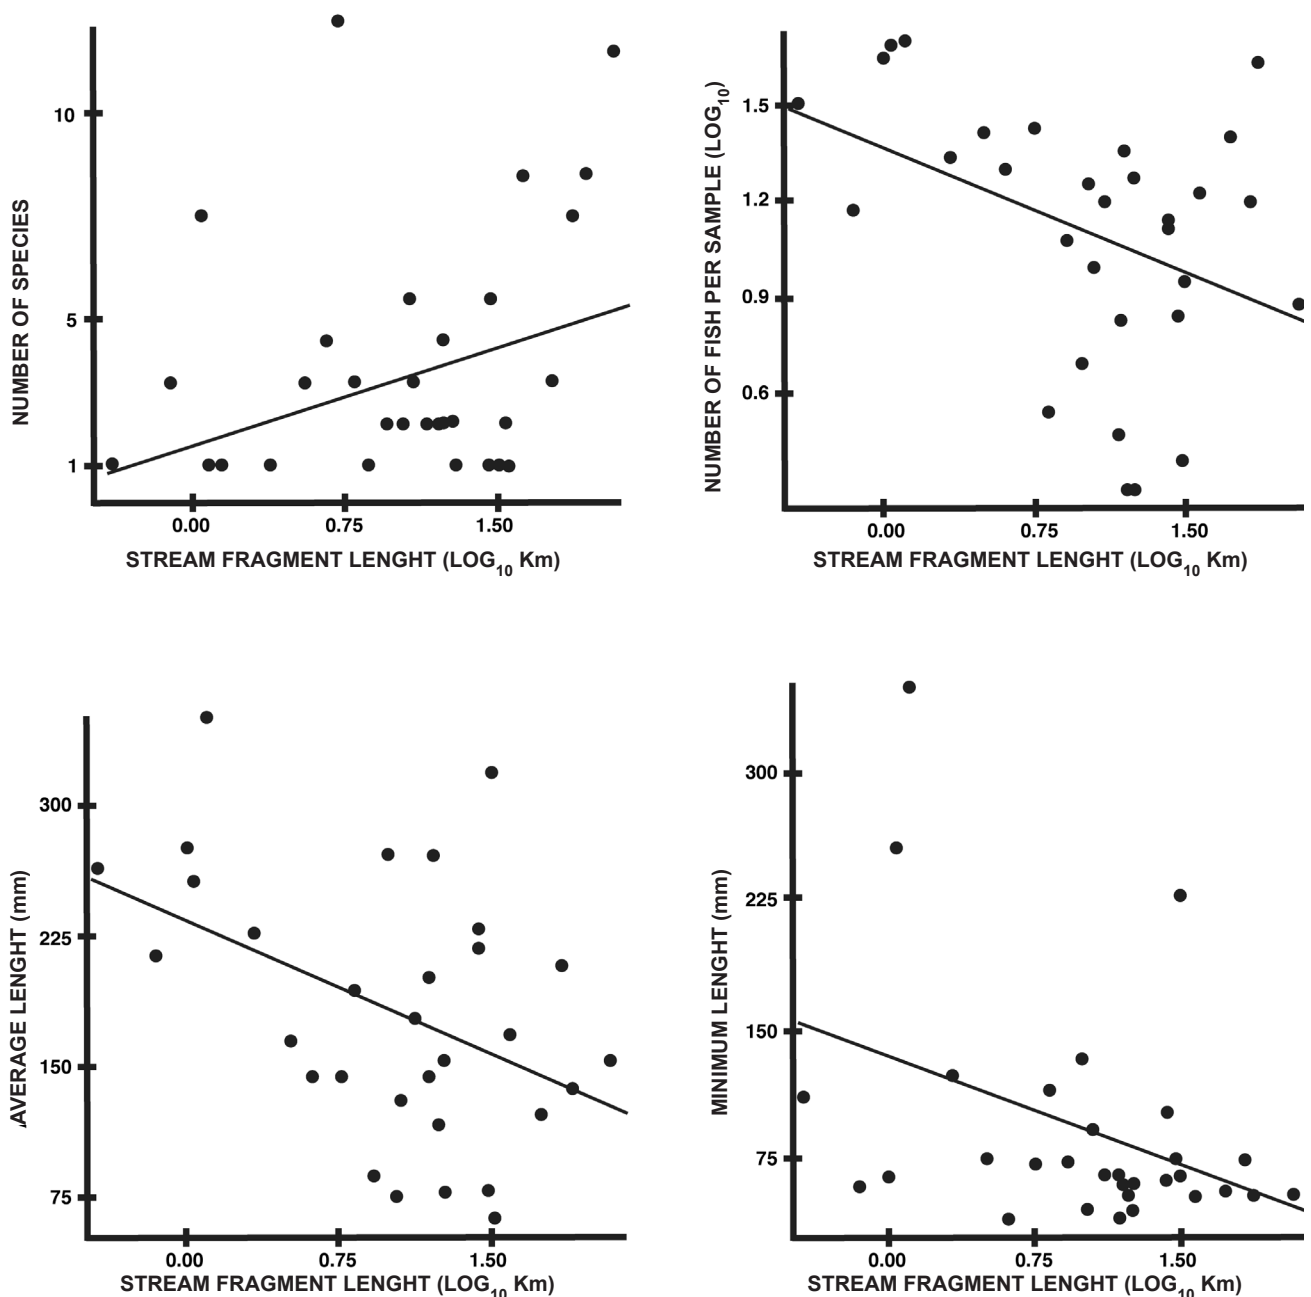 NUMBER OF SPECIES
10
5
1
0.00 0.75 1.50
STREAM FRAGMENT LENGHT (LOG10 Km)
NUMBER OF FISH PER SAMPLE (LOG10)
1.5
1.2
0.9
0.6
0.00 0.75 1.50
STREAM FRAGMENT LENGHT (LOG10 Km)
AVERAGE LENGHT (mm)
300
225
150
75
0.00 0.75 1.50
STREAM FRAGMENT LENGHT (LOG10 Km)
MINIMUM LENGHT (mm)
300
225
150
75
0.00 0.75 1.50
STREAM FRAGMENT LENGHT (LOG10 Km)